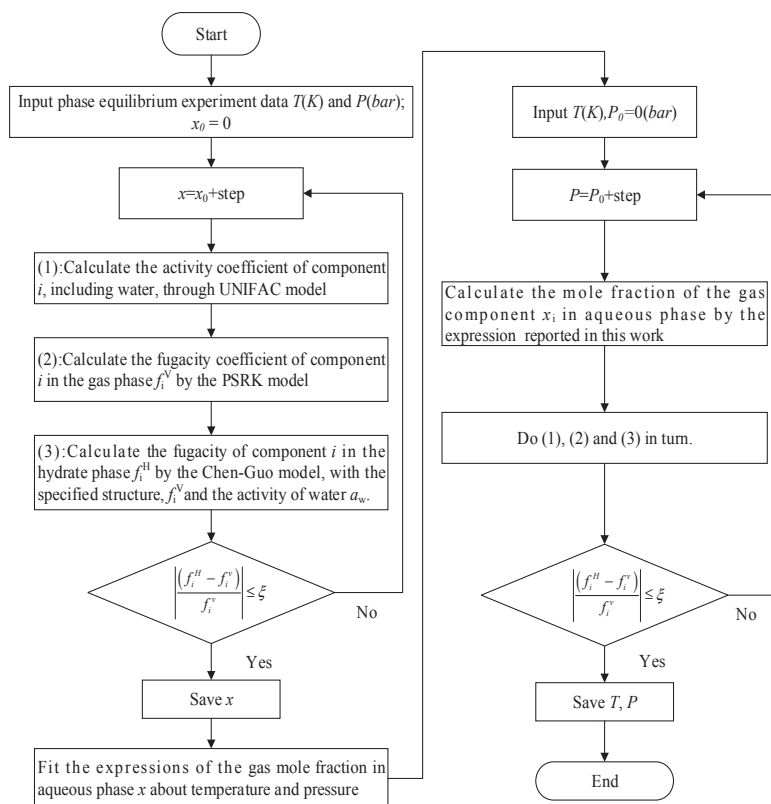 Start
Input phase equilibrium experiment data T(K) and P(bar);
x₀ = 0
x=x₀+step
(1):Calculate the activity coefficient of component
i, including water, through UNIFAC model
(2):Calculate the fugacity coefficient of component
i in the gas phase fᵢⱽ by the PSRK model
(3):Calculate the fugacity of component i in the
hydrate phase fᵢᴴ by the Chen-Guo model, with the
specified structure, fᵢⱽ and the activity of water a_w.
|(fᵢᴴ − fᵢᵛ) / fᵢᵛ| ≤ ξ
No
Yes
Save x
Fit the expressions of the gas mole fraction in
aqueous phase x about temperature and pressure
Input T(K),P₀=0(bar)
P=P₀+step
Calculate the mole fraction of the gas
component xᵢ in aqueous phase by the
expression reported in this work
Do (1), (2) and (3) in turn.
|(fᵢᴴ − fᵢᵛ) / fᵢᵛ| ≤ ξ
No
Yes
Save T, P
End